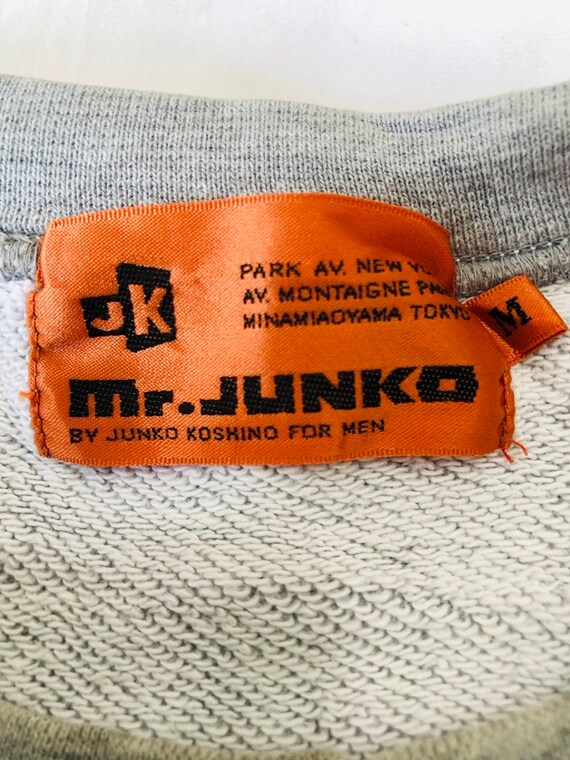 JK
PARK AV. NEW
AV. MONTAIGNE
MINAMIAOYAMA TOKYO
M
Mr.JUNKO
BY JUNKO KOSHINO FOR MEN